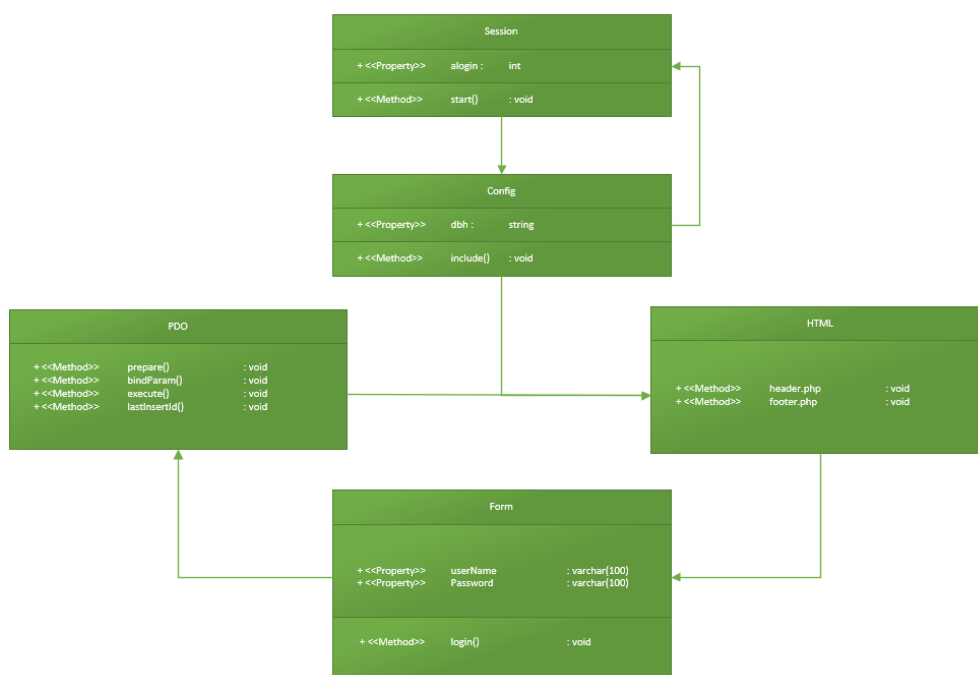 Session
+ <<Property>> alogin : int
+ <<Method>> start() : void
Config
+ <<Property>> dbh : string
+ <<Method>> include() : void
PDO
+ <<Method>> prepare() : void
+ <<Method>> bindParam() : void
+ <<Method>> execute() : void
+ <<Method>> lastInsertId() : void
HTML
+ <<Method>> header.php : void
+ <<Method>> footer.php : void
Form
+ <<Property>> userName : varchar(100)
+ <<Property>> Password : varchar(100)
+ <<Method>> login() : void